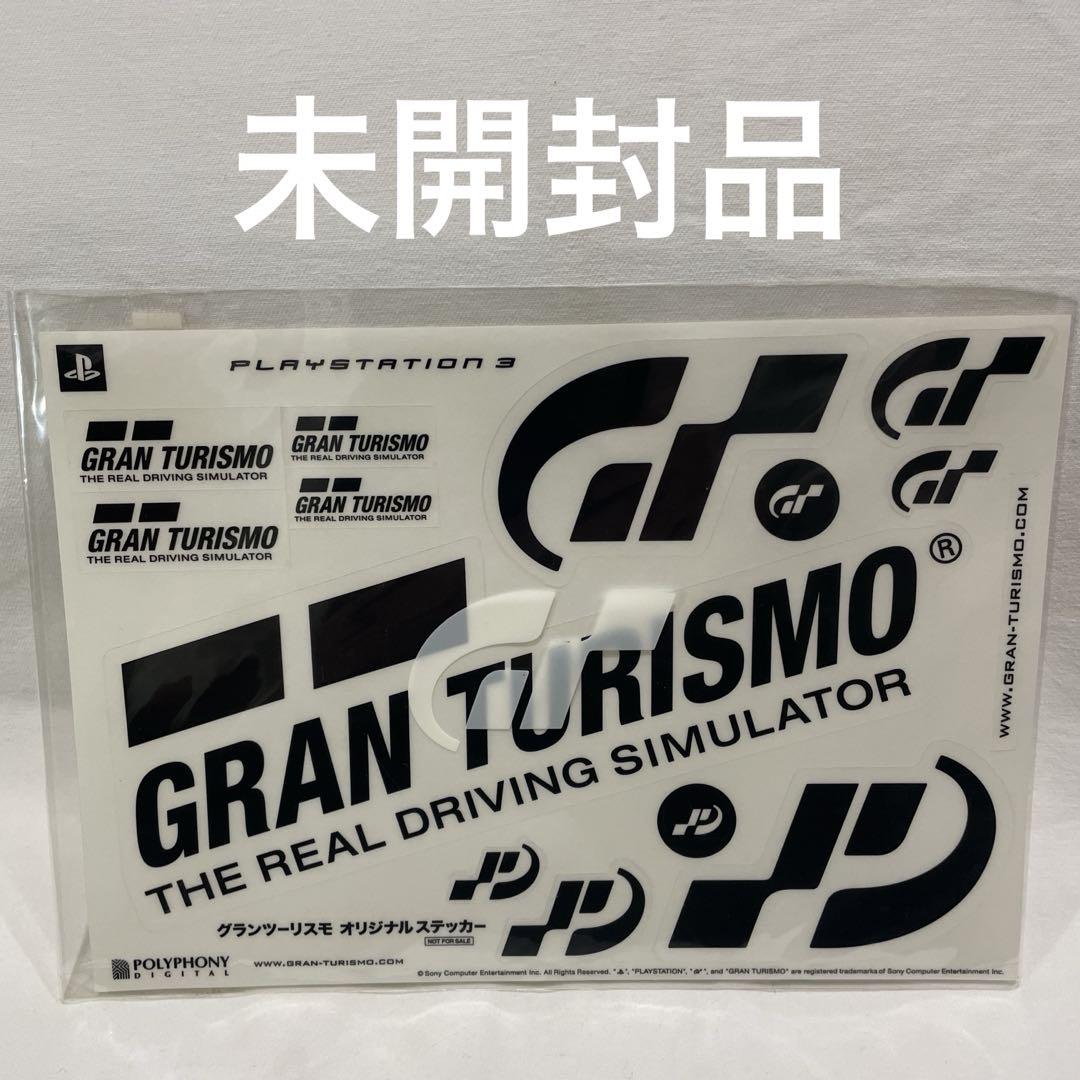 未開封品
PLAYSTATION 3
GRAN TURISMO
THE REAL DRIVING SIMULATOR
GRAN TURISMO
THE REAL DRIVING SIMULATOR
GRAN TURISMO
THE REAL DRIVING SIMULATOR
GRAN TURISMO
THE REAL DRIVING SIMULATOR
GRAN TURISMO®
THE REAL DRIVING SIMULATOR
WWW.GRAN-TURISMO.COM
グランツーリスモ オリジナルステッカー
NOT FOR SALE
POLYPHONY
DIGITAL
WWW.GRAN-TURISMO.COM
© Sony Computer Entertainment Inc. All Rights Reserved. "", "PLAYSTATION", "GT", and "GRAN TURISMO" are registered trademarks of Sony Computer Entertainment Inc.